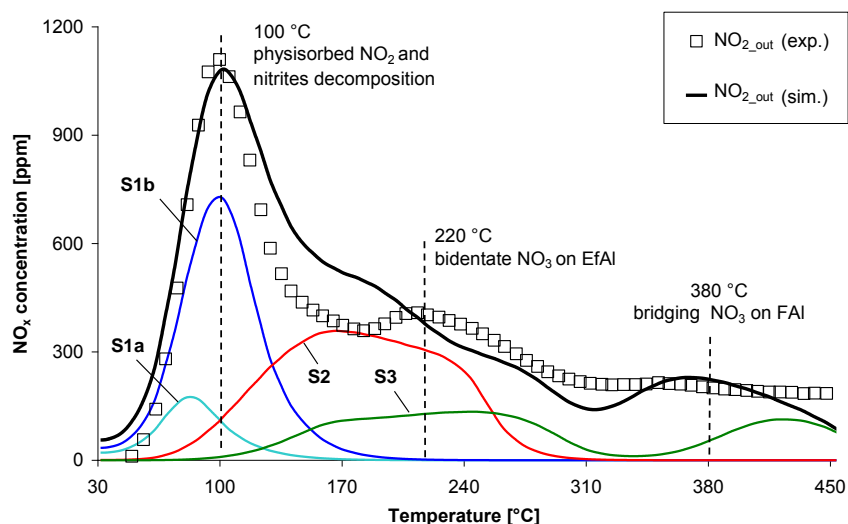 1200
900
600
300
0
30
100
170
240
310
380
450
NOx concentration [ppm]
Temperature [°C]
100 °C
physisorbed NO2 and
nitrites decomposition
NO2_out (exp.)
NO2_out (sim.)
S1b
S1a
S2
S3
220 °C
bidentate NO3 on EfAl
380 °C
bridging NO3 on FAl